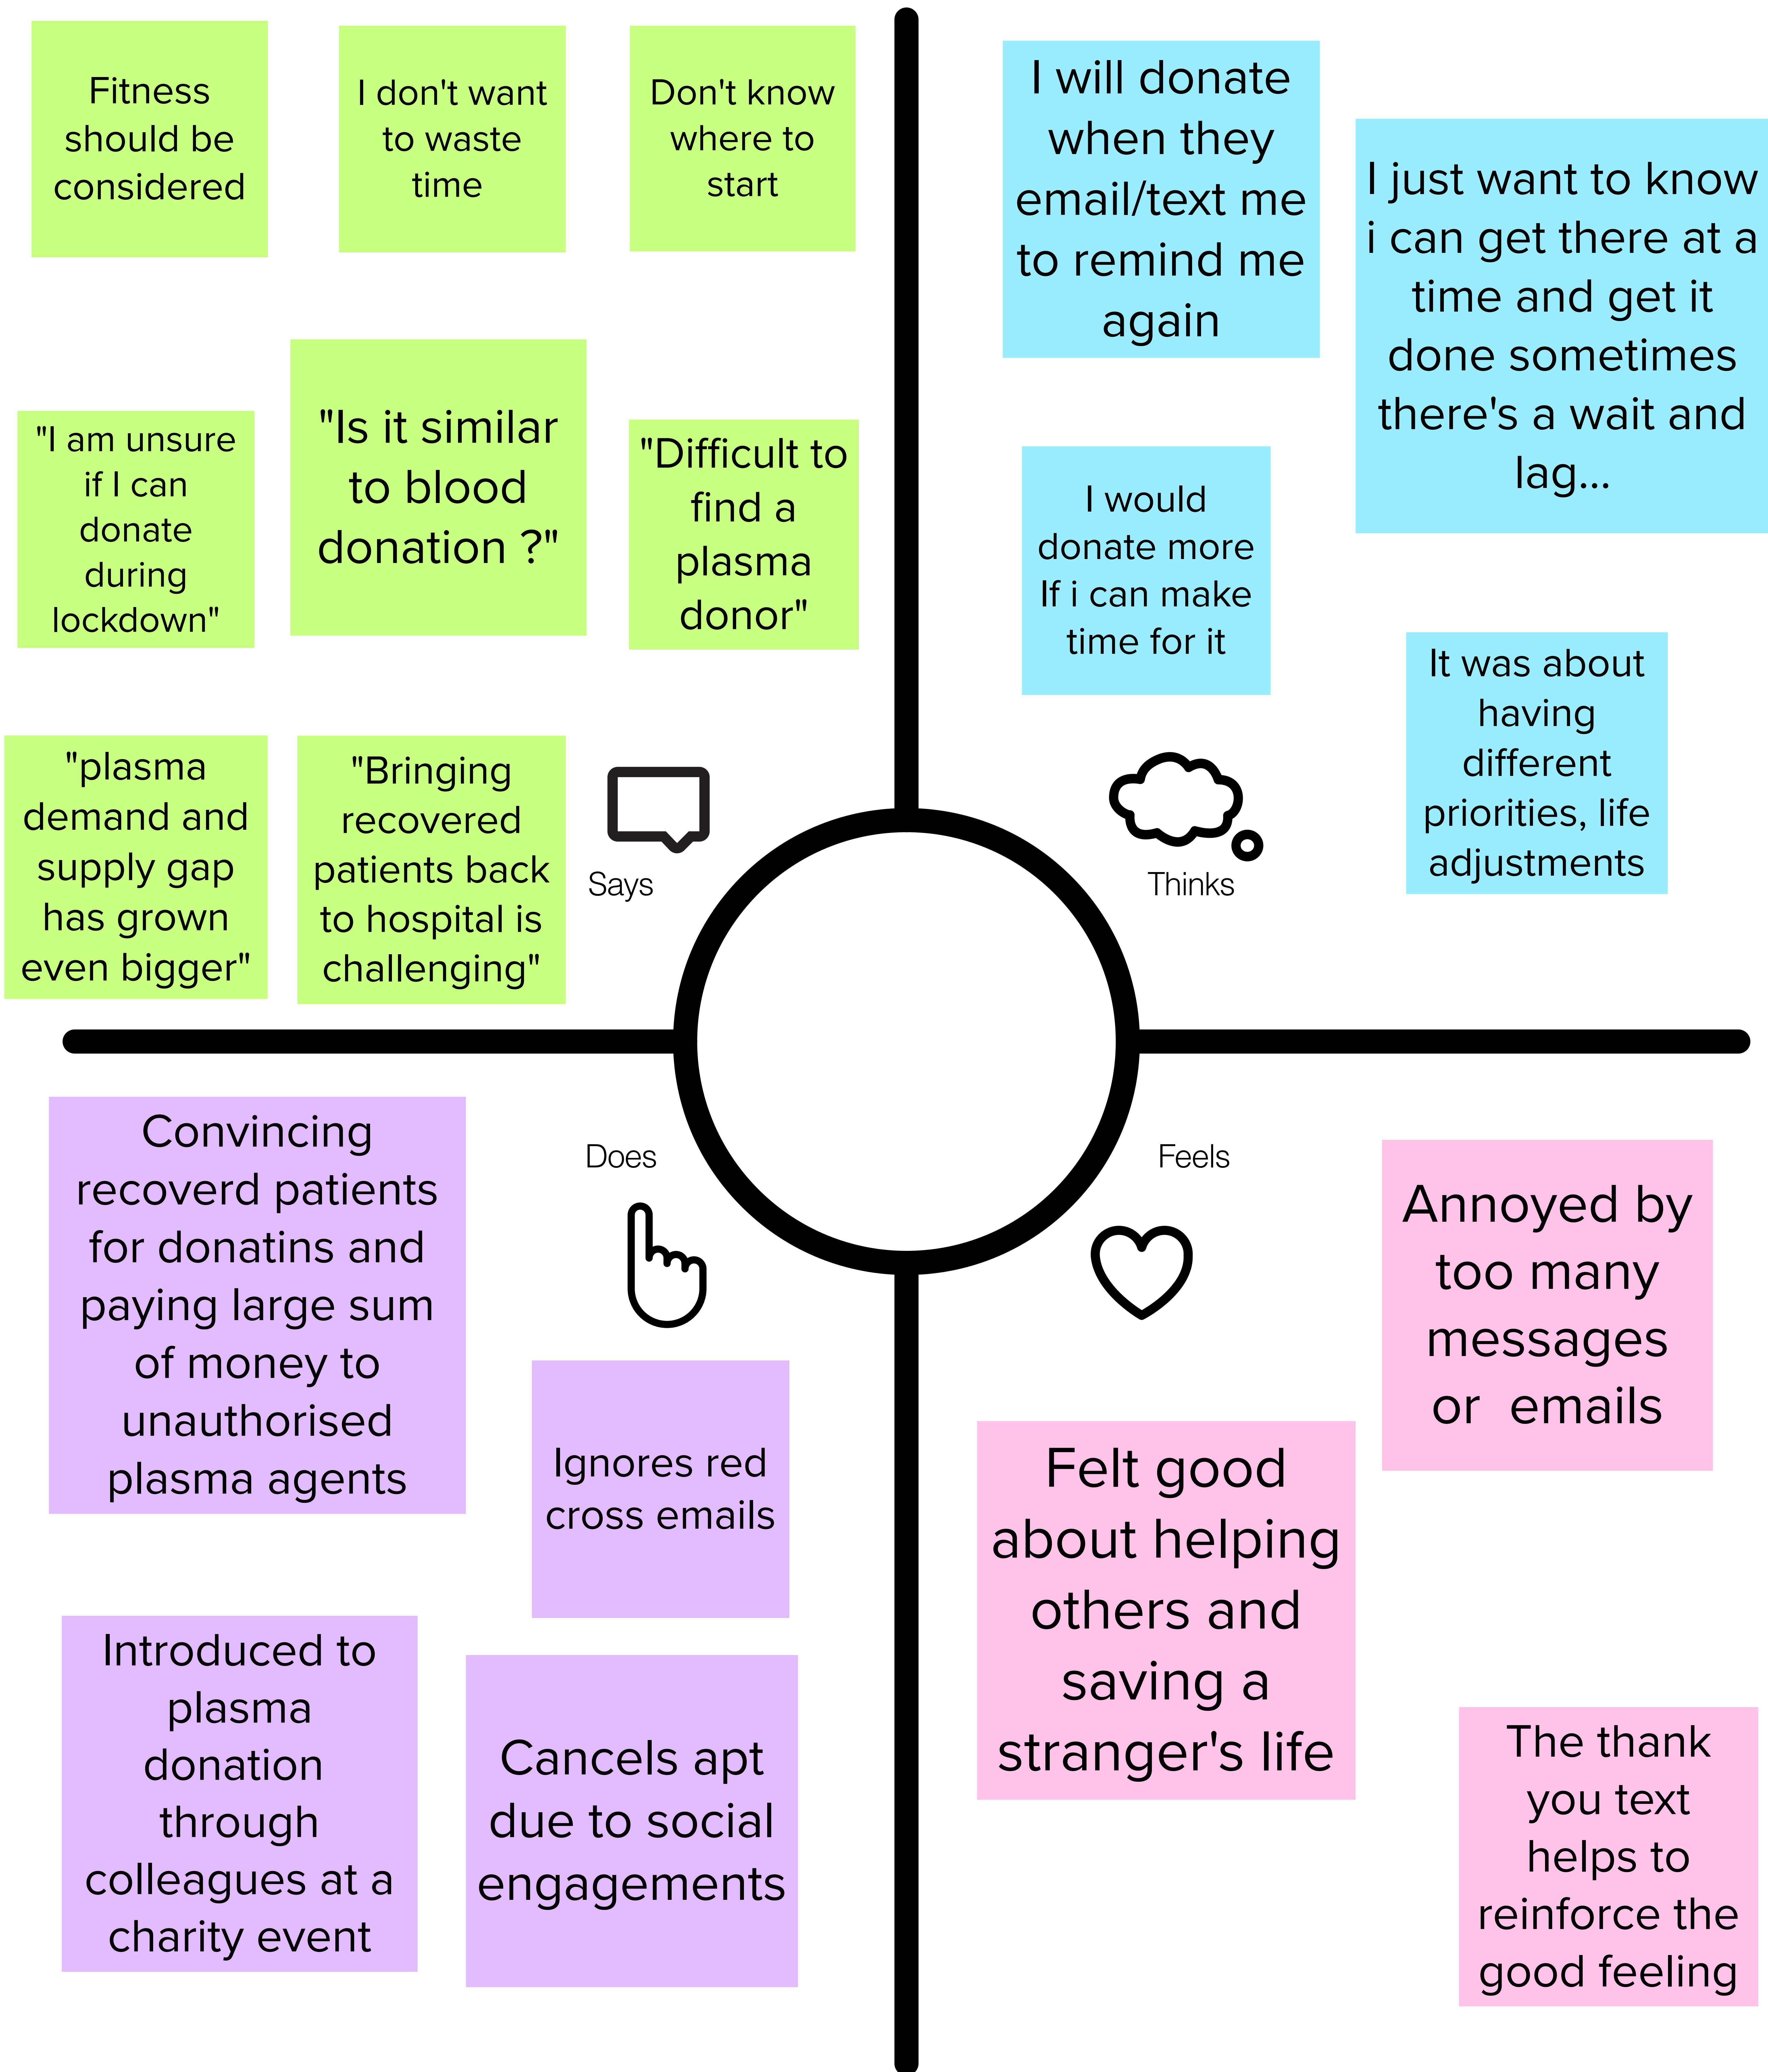 Fitness
should be
considered
I don't want
to waste
time
Don't know
where to
start
"I am unsure
if I can
donate
during
lockdown"
"Is it similar
to blood
donation ?"
"Difficult to
find a
plasma
donor"
"plasma
demand and
supply gap
has grown
even bigger"
"Bringing
recovered
patients back
to hospital is
challenging"
Says
I will donate
when they
email/text me
to remind me
again
I just want to know
i can get there at a
time and get it
done sometimes
there's a wait and
lag...
I would
donate more
If i can make
time for it
It was about
having
different
priorities, life
adjustments
Thinks
Convincing
recoverd patients
for donatins and
paying large sum
of money to
unauthorised
plasma agents
Does
Ignores red
cross emails
Introduced to
plasma
donation
through
colleagues at a
charity event
Cancels apt
due to social
engagements
Feels
Annoyed by
too many
messages
or  emails
Felt good
about helping
others and
saving a
stranger's life
The thank
you text
helps to
reinforce the
good feeling